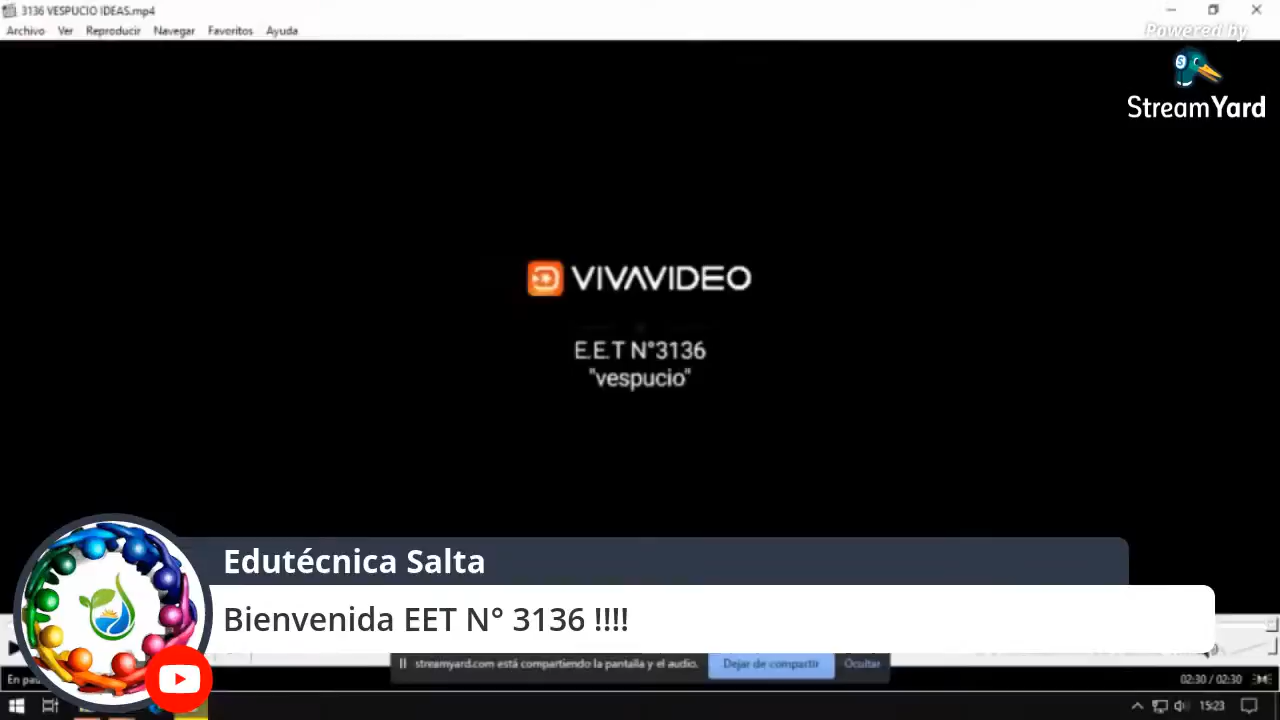 3136 VESPUCIO IDEAS.mp4
Archivo Ver Reproducir Navegar Favoritos Ayuda
Powered by
StreamYard
VIVAVIDEO
E.E.T N°3136
"vespucio"
Edutécnica Salta
Bienvenida EET N° 3136 !!!!
streamyard.com está compartiendo la pantalla y el audio. Dejar de compartir Ocultar
En pau
02:30 / 02:30
15:23